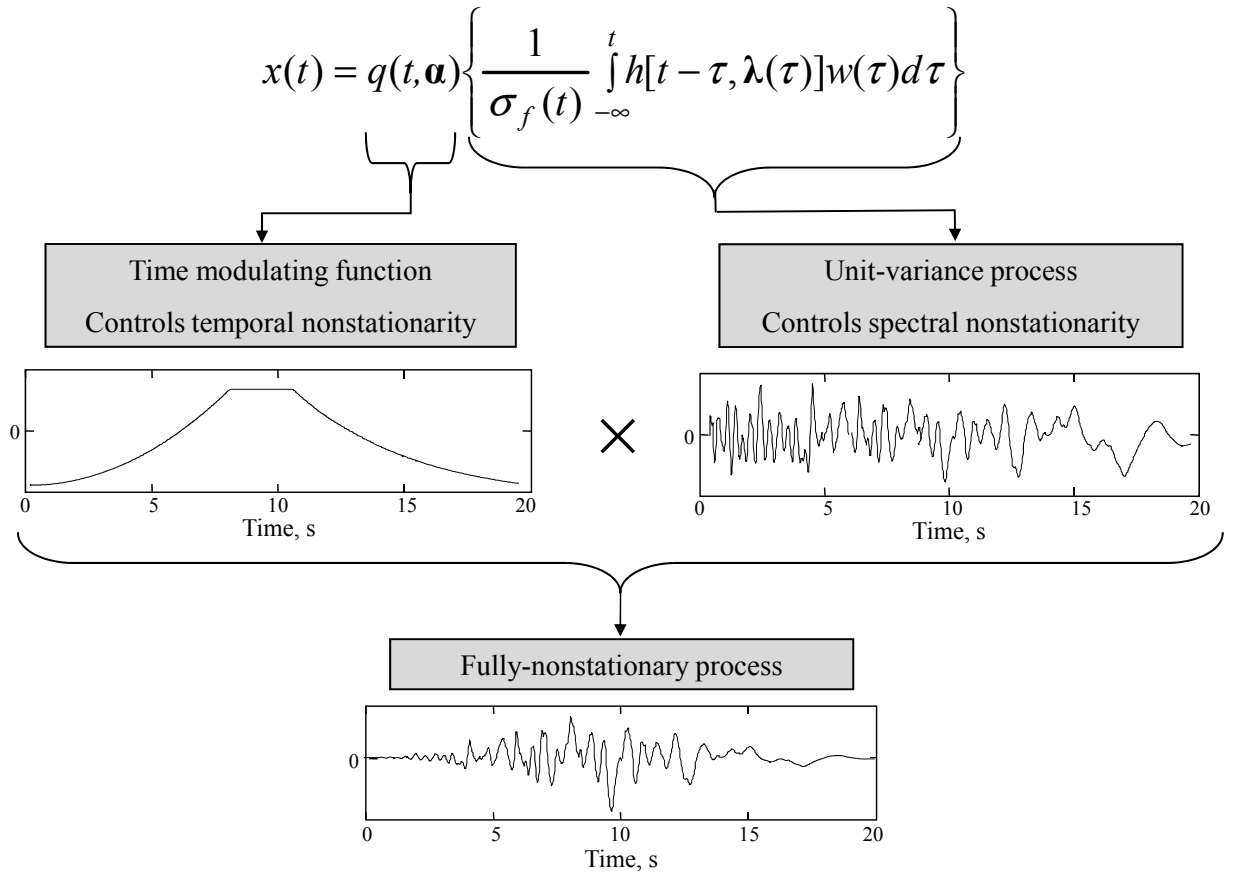 x(t) = q(t,α){1/σ_f(t) ∫_{-∞}^{t} h[t − τ, λ(τ)]w(τ)dτ}
Time modulating function
Controls temporal nonstationarity
Unit-variance process
Controls spectral nonstationarity
0
0 5 10 15 20
Time, s
×
0
0 5 10 15 20
Time, s
Fully-nonstationary process
0
0 5 10 15 20
Time, s